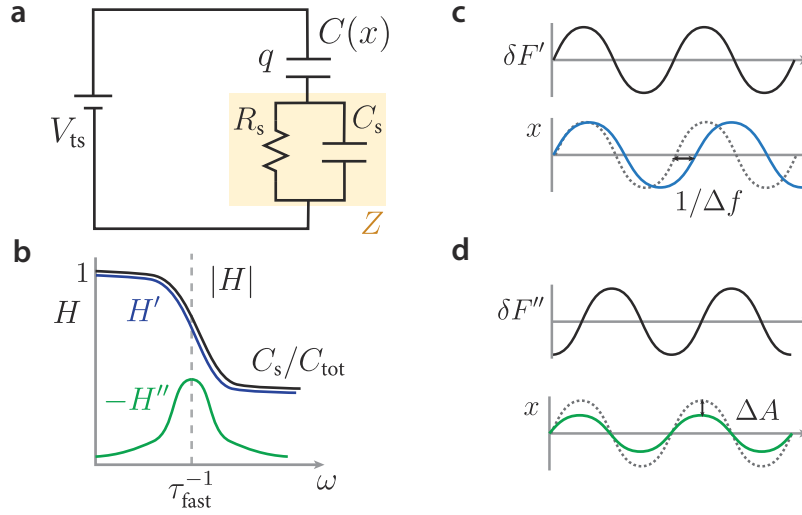 a
C(x)
q
V_ts
R_s
C_s
Z
b
1
H
H′
|H|
C_s/C_tot
−H″
τ_fast^−1
ω
c
δF′
x
1/Δf
d
δF″
x
ΔA